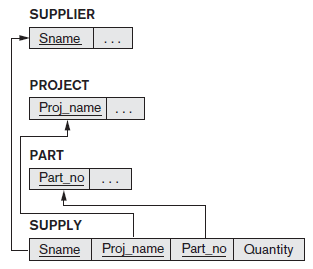 SUPPLIER
Sname ...
PROJECT
Proj_name ...
PART
Part_no ...
SUPPLY
Sname Proj_name Part_no Quantity